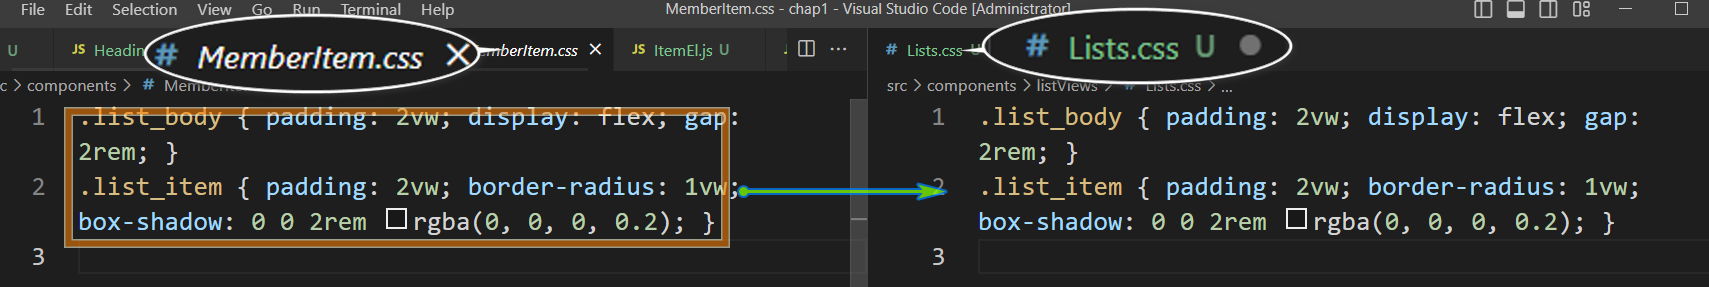 File Edit Selection View Go Run Terminal Help MemberItem.css - chap1 - Visual Studio Code [Administrator]
U JS Headin # MemberItem.css × mberItem.css × JS ItemEl.js U ··· # Lists.css # Lists.css U
components > # Membe src > components > listViews > # Lists.css > ...
1 .list_body { padding: 2vw; display: flex; gap:
2rem; }
2 .list_item { padding: 2vw; border-radius: 1vw;
box-shadow: 0 0 2rem rgba(0, 0, 0, 0.2); }
3
1 .list_body { padding: 2vw; display: flex; gap:
2rem; }
2 .list_item { padding: 2vw; border-radius: 1vw;
box-shadow: 0 0 2rem rgba(0, 0, 0, 0.2); }
3